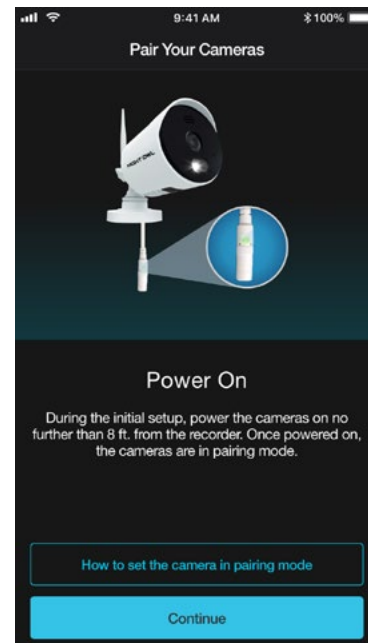 9:41 AM
100%
Pair Your Cameras
NIGHT OWL
Power On
During the initial setup, power the cameras on no
further than 8 ft. from the recorder. Once powered on,
the cameras are in pairing mode.
How to set the camera in pairing mode
Continue